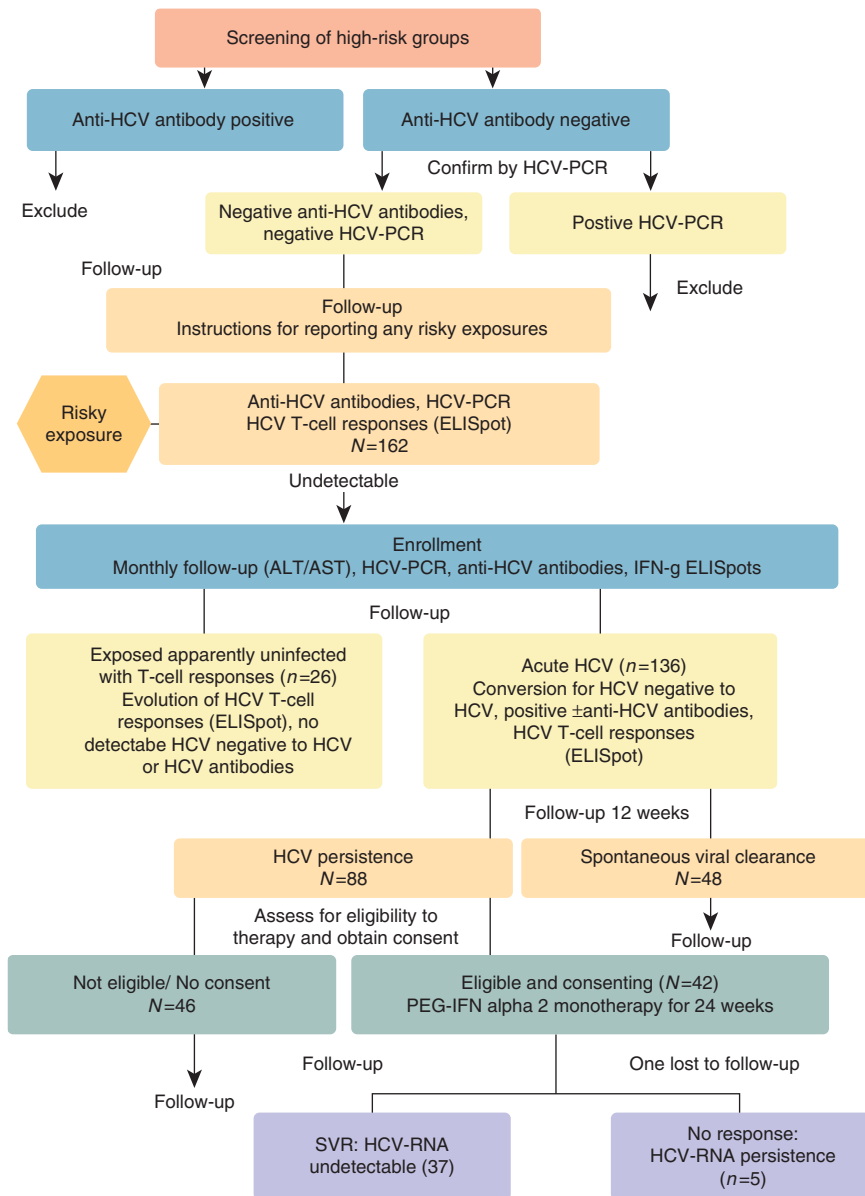 Screening of high-risk groups
Anti-HCV antibody positive
Anti-HCV antibody negative
Confirm by HCV-PCR
Exclude
Negative anti-HCV antibodies,
negative HCV-PCR
Postive HCV-PCR
Follow-up
Exclude
Follow-up
Instructions for reporting any risky exposures
Risky
exposure
Anti-HCV antibodies, HCV-PCR
HCV T-cell responses (ELISpot)
N=162
Undetectable
Enrollment
Monthly follow-up (ALT/AST), HCV-PCR, anti-HCV antibodies, IFN-g ELISpots
Follow-up
Exposed apparently uninfected
with T-cell responses (n=26)
Evolution of HCV T-cell
responses (ELISpot), no
detectabe HCV negative to HCV
or HCV antibodies
Acute HCV (n=136)
Conversion for HCV negative to
HCV, positive ±anti-HCV antibodies,
HCV T-cell responses
(ELISpot)
Follow-up 12 weeks
HCV persistence
N=88
Spontaneous viral clearance
N=48
Assess for eligibility to
therapy and obtain consent
Follow-up
Not eligible/ No consent
N=46
Eligible and consenting (N=42)
PEG-IFN alpha 2 monotherapy for 24 weeks
Follow-up
One lost to follow-up
Follow-up
SVR: HCV-RNA
undetectable (37)
No response:
HCV-RNA persistence
(n=5)